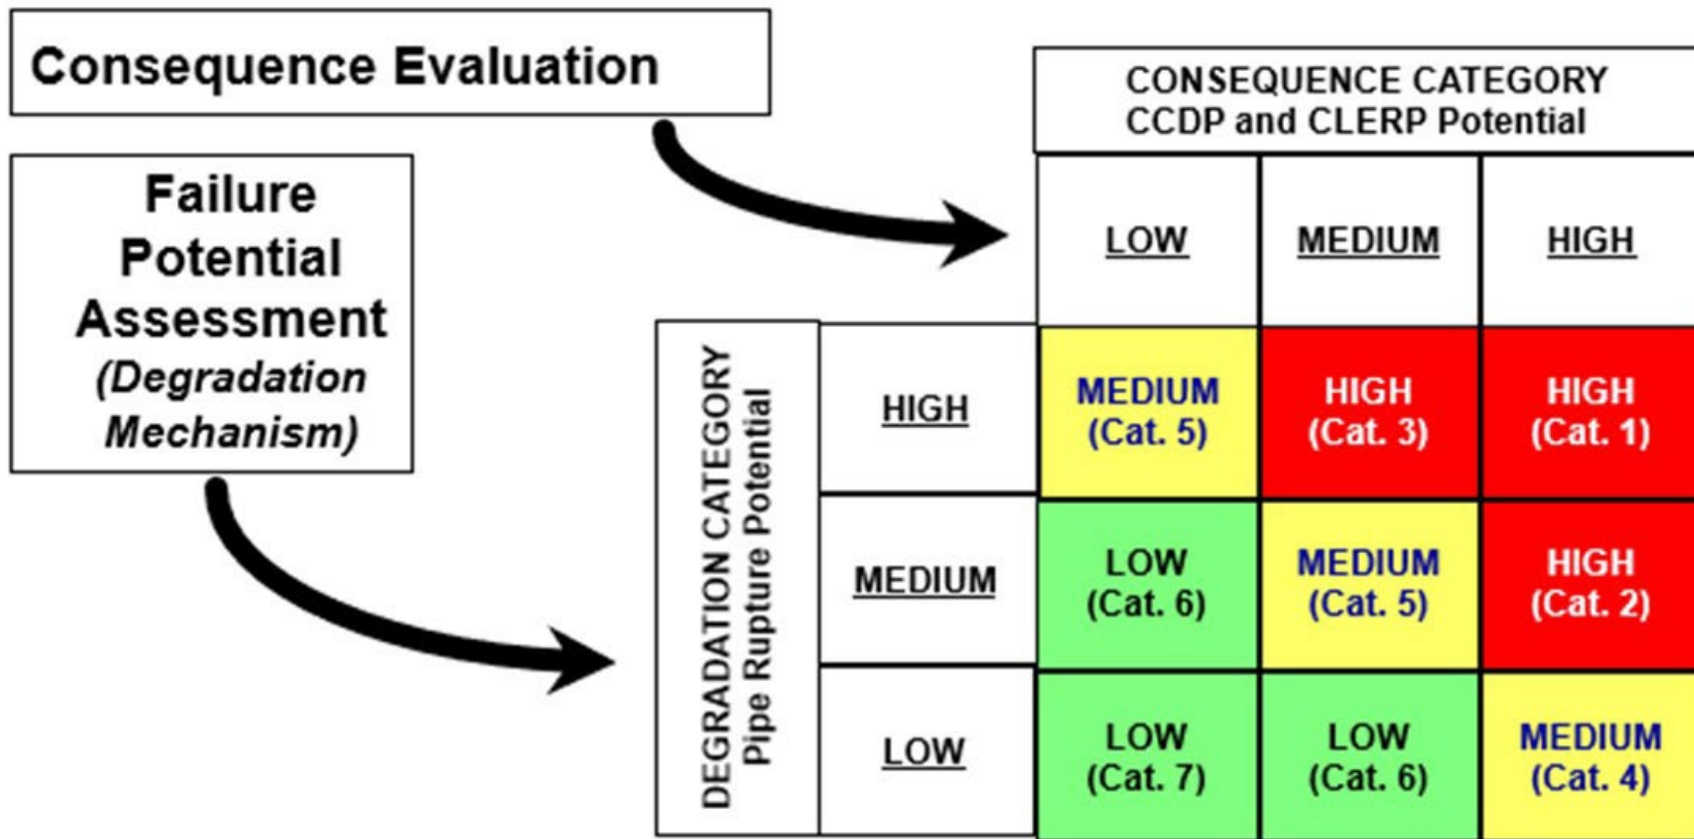 Consequence Evaluation
Failure
Potential
Assessment
(Degradation
Mechanism)
CONSEQUENCE CATEGORY
CCDP and CLERP Potential
LOW
MEDIUM
HIGH
DEGRADATION CATEGORY
Pipe Rupture Potential
HIGH
MEDIUM
(Cat. 5)
HIGH
(Cat. 3)
HIGH
(Cat. 1)
MEDIUM
LOW
(Cat. 6)
MEDIUM
(Cat. 5)
HIGH
(Cat. 2)
LOW
LOW
(Cat. 7)
LOW
(Cat. 6)
MEDIUM
(Cat. 4)